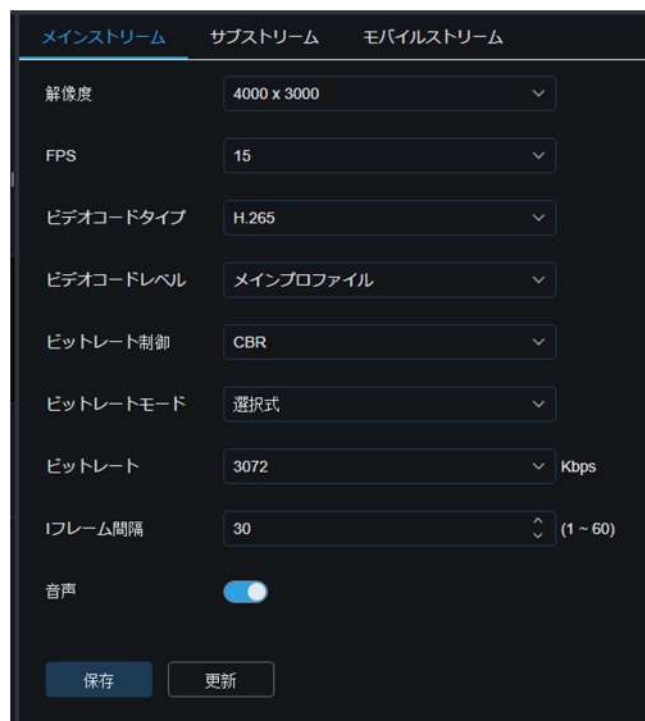 メインストリーム サブストリーム モバイルストリーム
解像度 4000 x 3000
FPS 15
ビデオコードタイプ H.265
ビデオコードレベル メインプロファイル
ビットレート制御 CBR
ビットレートモード 選択式
ビットレート 3072 Kbps
Iフレーム間隔 30 (1 ~ 60)
音声
保存 更新